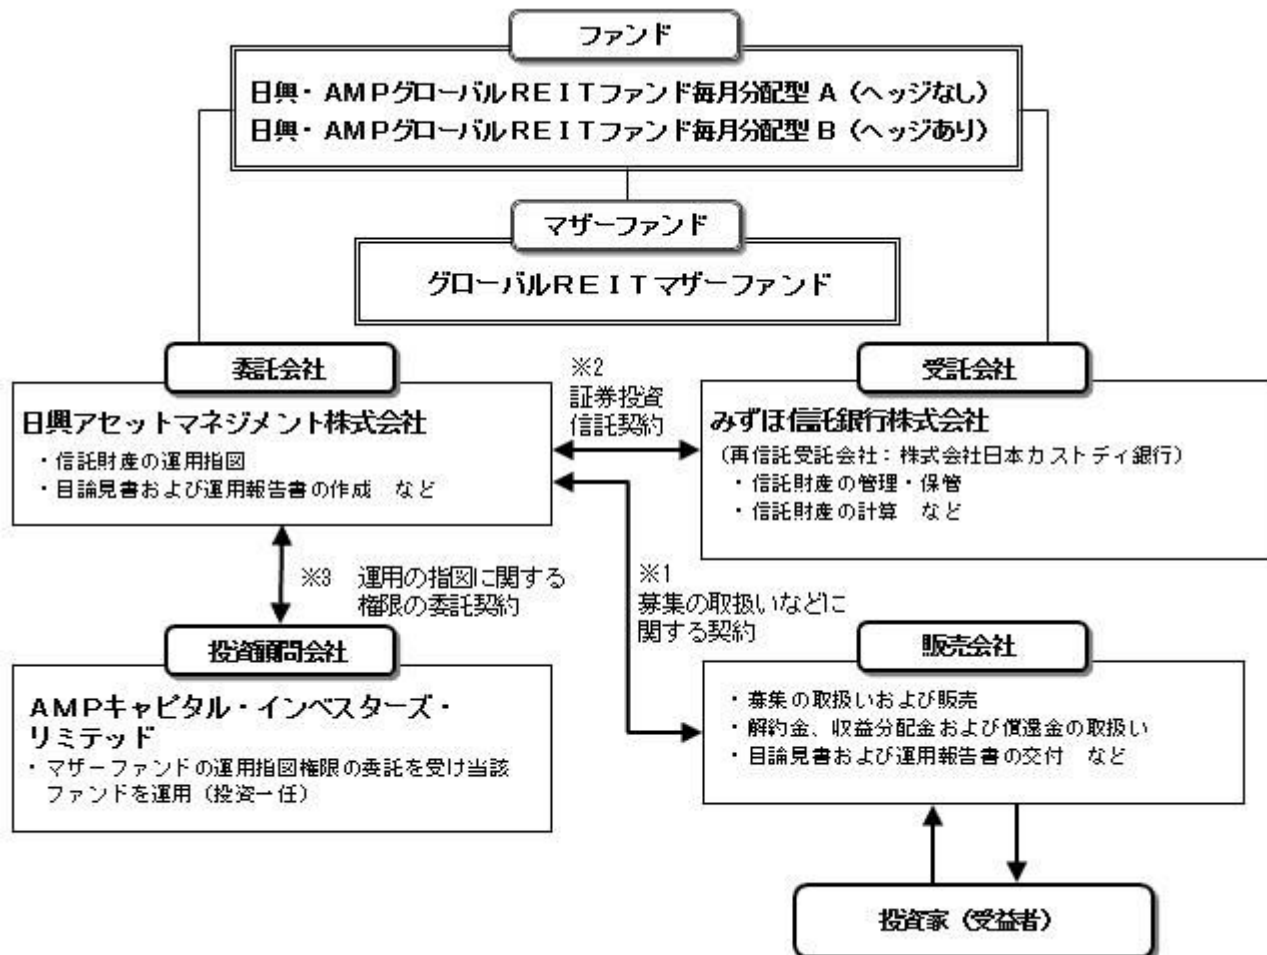 ファンド
日興・AMPグローバルREITファンド毎月分配型 A（ヘッジなし）
日興・AMPグローバルREITファンド毎月分配型 B（ヘッジあり）
マザーファンド
グローバルREITマザーファンド
委託会社
日興アセットマネジメント株式会社
・信託財産の運用指図
・目論見書および運用報告書の作成　など
※2
証券投資
信託契約
受託会社
みずほ信託銀行株式会社
（再信託受託会社：株式会社日本カストディ銀行）
・信託財産の管理・保管
・信託財産の計算　など
※3　運用の指図に関する
権限の委託契約
※1
募集の取扱いなどに
関する契約
投資顧問会社
AMPキャピタル・インベスターズ・
リミテッド
・マザーファンドの運用指図権限の委託を受け当該
ファンドを運用（投資一任）
販売会社
・募集の取扱いおよび販売
・解約金、収益分配金および償還金の取扱い
・目論見書および運用報告書の交付　など
投資家（受益者）